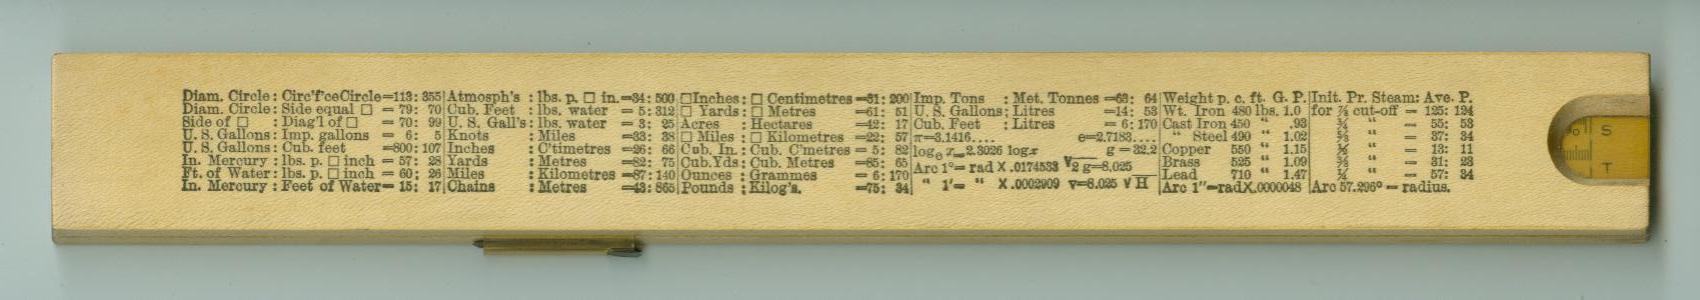 Diam. Circle : Circ'f'ceCircle=113: 355
Diam. Circle : Side equal □ = 79: 70
Side of □ : Diag'l of □ = 70: 99
U. S. Gallons : Imp. gallons = 6: 5
U. S. Gallons : Cub. feet =800: 107
In. Mercury : lbs. p. □ inch = 57: 28
Ft. of Water : lbs. p. □ inch = 60: 26
In. Mercury : Feet of Water= 15: 17
Atmosph's : lbs. p. □ in.=34: 500
Cub. Feet : lbs. water = 5: 312
U. S. Gall's : lbs. water = 3: 25
Knots : Miles =33: 38
Inches : C'timetres =26: 66
Yards : Metres =82: 75
Miles : Kilometres =87: 140
Chains : Metres =43: 865
□ Inches : □ Centimetres =31: 200
□ Yards : □ Metres =61: 51
Acres : Hectares =42: 17
□ Miles : □ Kilometres =22: 57
Cub. In. : Cub. C'metres = 5: 82
Cub.Yds : Cub. Metres =85: 65
Ounces : Grammes = 6: 170
Pounds : Kilog's. =75: 34
Imp. Tons : Met. Tonnes =63: 64
U. S. Gallons : Litres =14: 53
Cub. Feet : Litres = 6: 170
π=3.1416.... e=2.7183...
logₑ x=2.3026 log x g=32.2
Arc 1°= rad X .0174533 √2 g=8.025
" 1'= " X .0002909 v=8.025 √H
Weight p. c. ft. G. P.
Wt. Iron 480 lbs. 1.0
Cast Iron 450 " .93
" Steel 490 " 1.02
Copper 550 " 1.15
Brass 525 " 1.09
Lead 710 " 1.47
Arc 1"=radX.0000048
Init. Pr. Steam: Ave. P.
for ⅞ cut-off = 125: 124
" = 55: 53
" = 37: 34
" = 13: 11
" = 31: 23
" = 57: 34
Arc 57.296° = radius.
S
T